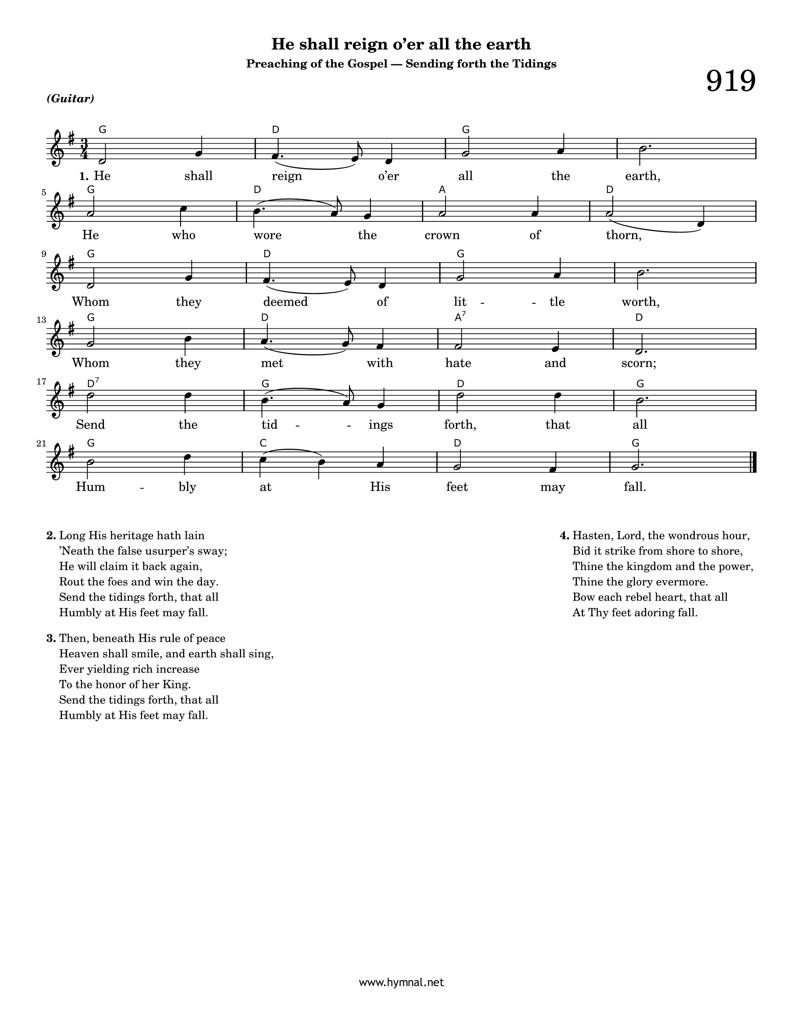 He shall reign o’er all the earth
Preaching of the Gospel — Sending forth the Tidings
919
(Guitar)
G D G
3 4
1. He shall reign o’er all the earth,
5
G D A D
He who wore the crown of thorn,
9
G D G
Whom they deemed of lit - - tle worth,
13
G D A7 D
Whom they met with hate and scorn;
17
D7 G D G
Send the tid - - ings forth, that all
21
G C D G
Hum - bly at His feet may fall.
2. Long His heritage hath lain
’Neath the false usurper’s sway;
He will claim it back again,
Rout the foes and win the day.
Send the tidings forth, that all
Humbly at His feet may fall.
3. Then, beneath His rule of peace
Heaven shall smile, and earth shall sing,
Ever yielding rich increase
To the honor of her King.
Send the tidings forth, that all
Humbly at His feet may fall.
4. Hasten, Lord, the wondrous hour,
Bid it strike from shore to shore,
Thine the kingdom and the power,
Thine the glory evermore.
Bow each rebel heart, that all
At Thy feet adoring fall.
www.hymnal.net